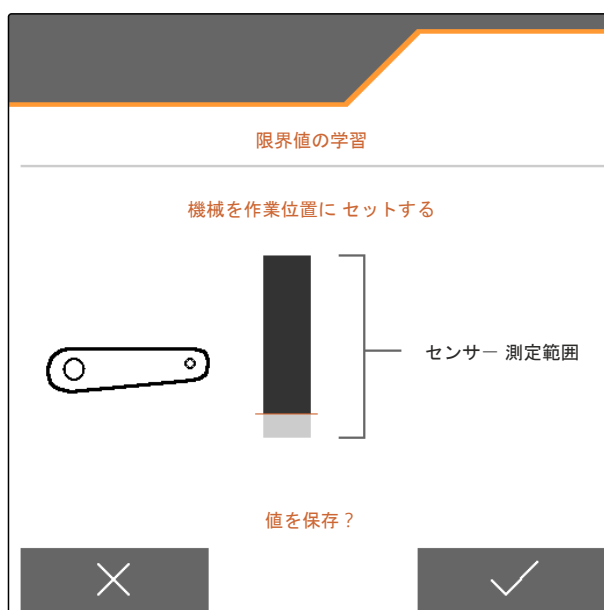 限界値の学習
機械を作業位置に セットする
センサー 測定範囲
値を保存？